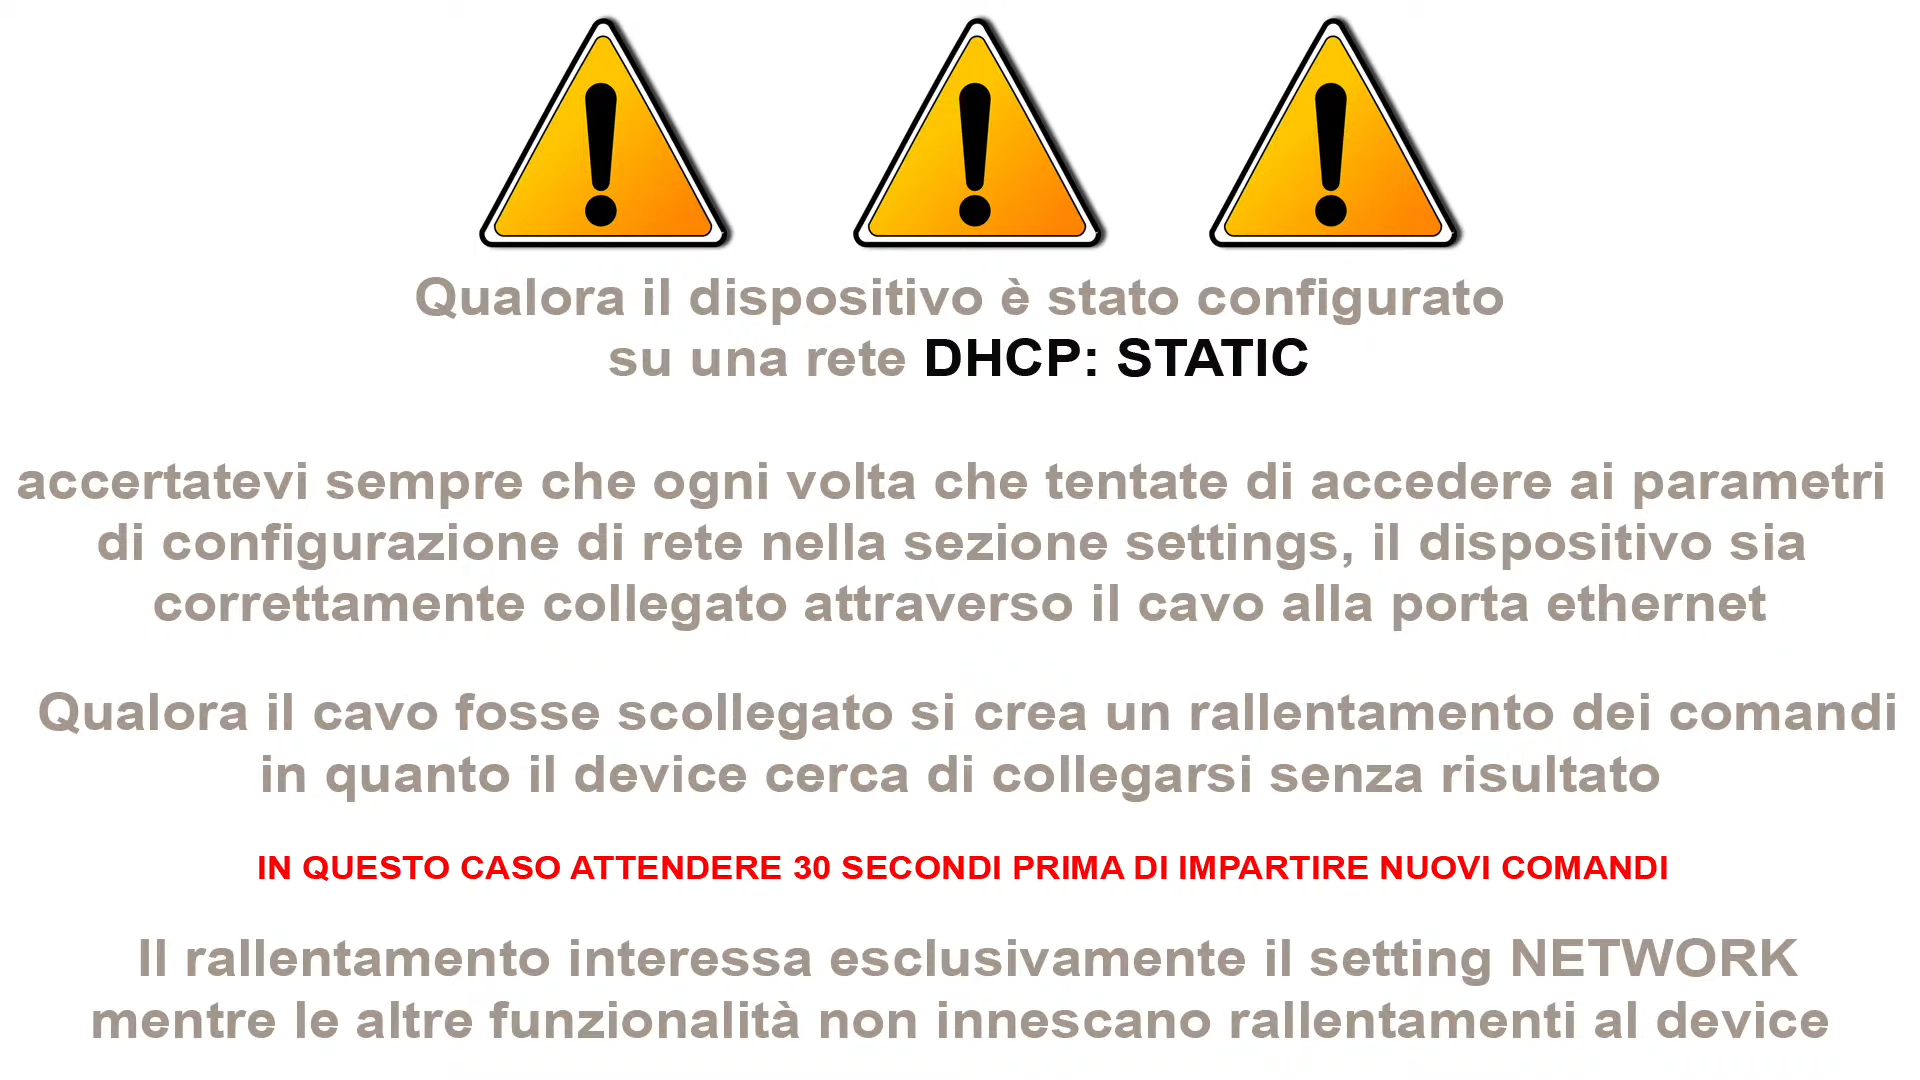 Qualora il dispositivo è stato configurato
su una rete DHCP: STATIC
accertatevi sempre che ogni volta che tentate di accedere ai parametri
di configurazione di rete nella sezione settings, il dispositivo sia
correttamente collegato attraverso il cavo alla porta ethernet
Qualora il cavo fosse scollegato si crea un rallentamento dei comandi
in quanto il device cerca di collegarsi senza risultato
IN QUESTO CASO ATTENDERE 30 SECONDI PRIMA DI IMPARTIRE NUOVI COMANDI
Il rallentamento interessa esclusivamente il setting NETWORK
mentre le altre funzionalità non innescano rallentamenti al device